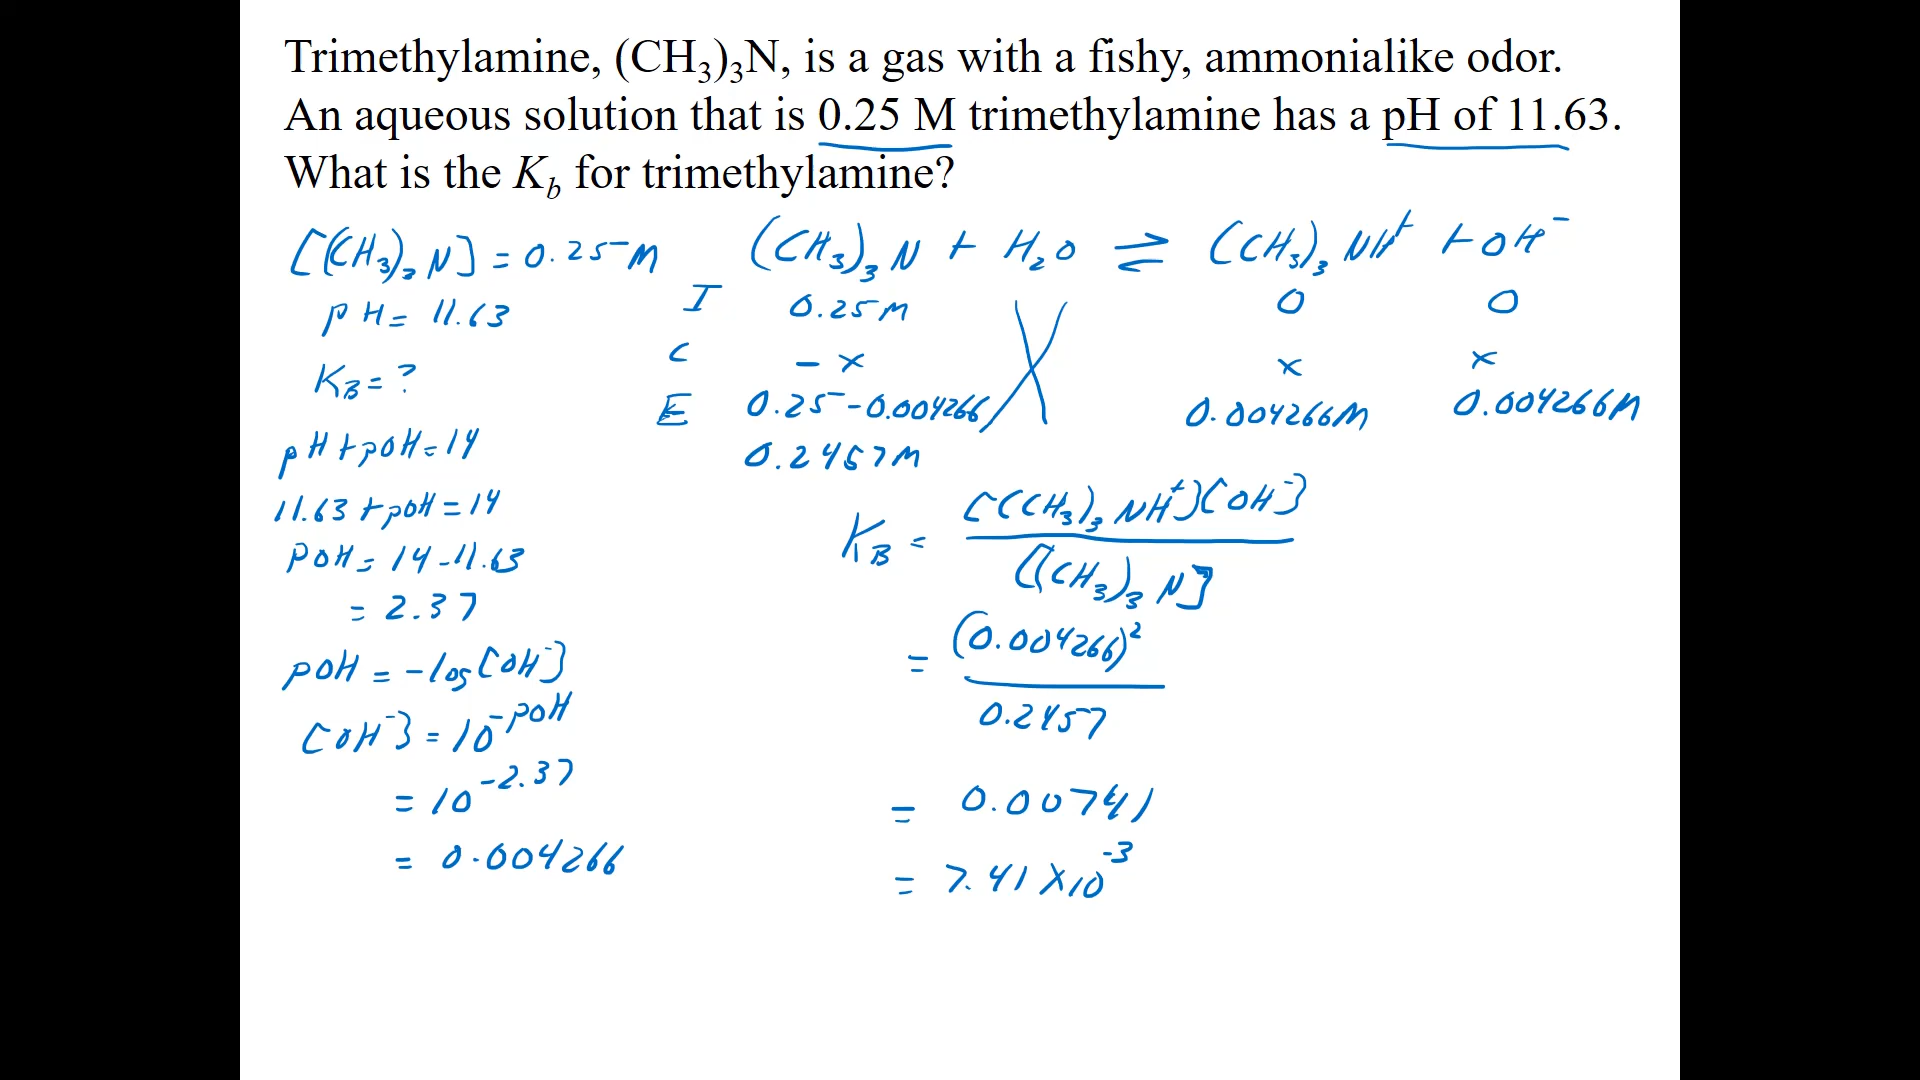 Trimethylamine, (CH₃)₃N, is a gas with a fishy, ammonialike odor.
An aqueous solution that is 0.25 M trimethylamine has a pH of 11.63.
What is the K_b for trimethylamine?
[(CH₃)₃N] = 0.25 M
pH = 11.63
K_B = ?
pH + pOH = 14
11.63 + pOH = 14
pOH = 14 - 11.63
= 2.37
pOH = -log[OH⁻]
[OH⁻] = 10^-pOH
= 10^-2.37
= 0.004266
(CH₃)₃N + H₂O ⇌ (CH₃)₃NH⁺ + OH⁻
I 0.25 M 0 0
C - x x x
E 0.25 - 0.004266 0.004266 M 0.004266 M
0.2457 M
K_B = [(CH₃)₃NH⁺][OH⁻]
[(CH₃)₃N]
= (0.004266)²
0.2457
= 0.00741
= 7.41 × 10⁻³